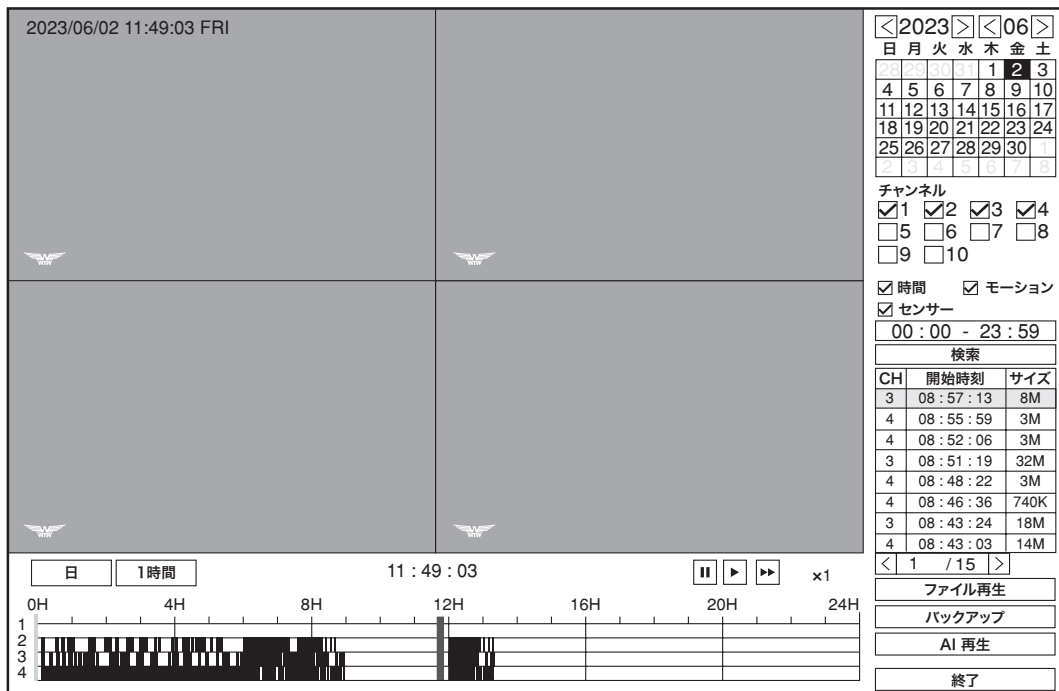 2023/06/02 11:49:03 FRI
WTW
WTW
WTW
WTW
< 2023 > < 06 >
日 月 火 水 木 金 土
28 29 30 31 1 2 3
4 5 6 7 8 9 10
11 12 13 14 15 16 17
18 19 20 21 22 23 24
25 26 27 28 29 30 1
2 3 4 5 6 7 8
チャンネル
1 2 3 4
5 6 7 8
9 10
時間 モーション
センサー
00 : 00 - 23 : 59
検索
CH 開始時刻 サイズ
3 08 : 57 : 13 8M
4 08 : 55 : 59 3M
4 08 : 52 : 06 3M
3 08 : 51 : 19 32M
4 08 : 48 : 22 3M
4 08 : 46 : 36 740K
3 08 : 43 : 24 18M
4 08 : 43 : 03 14M
< 1 / 15 >
ファイル再生
バックアップ
AI 再生
終了
日 1時間 11 : 49 : 03 ×1
0H 4H 8H 12H 16H 20H 24H
1
2
3
4